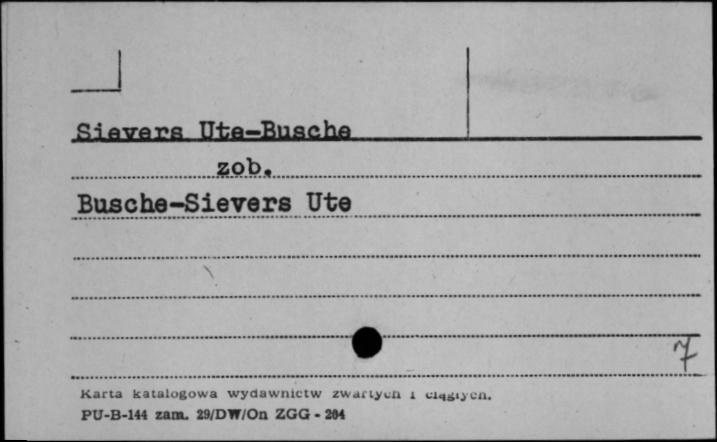 Sievers Ute-Busche
zob.
Busche-Sievers Ute
7
Karta katalogowa wydawnictw zwartych i ciągłych.
PU-B-144 zam. 29/DW/On ZGG - 204